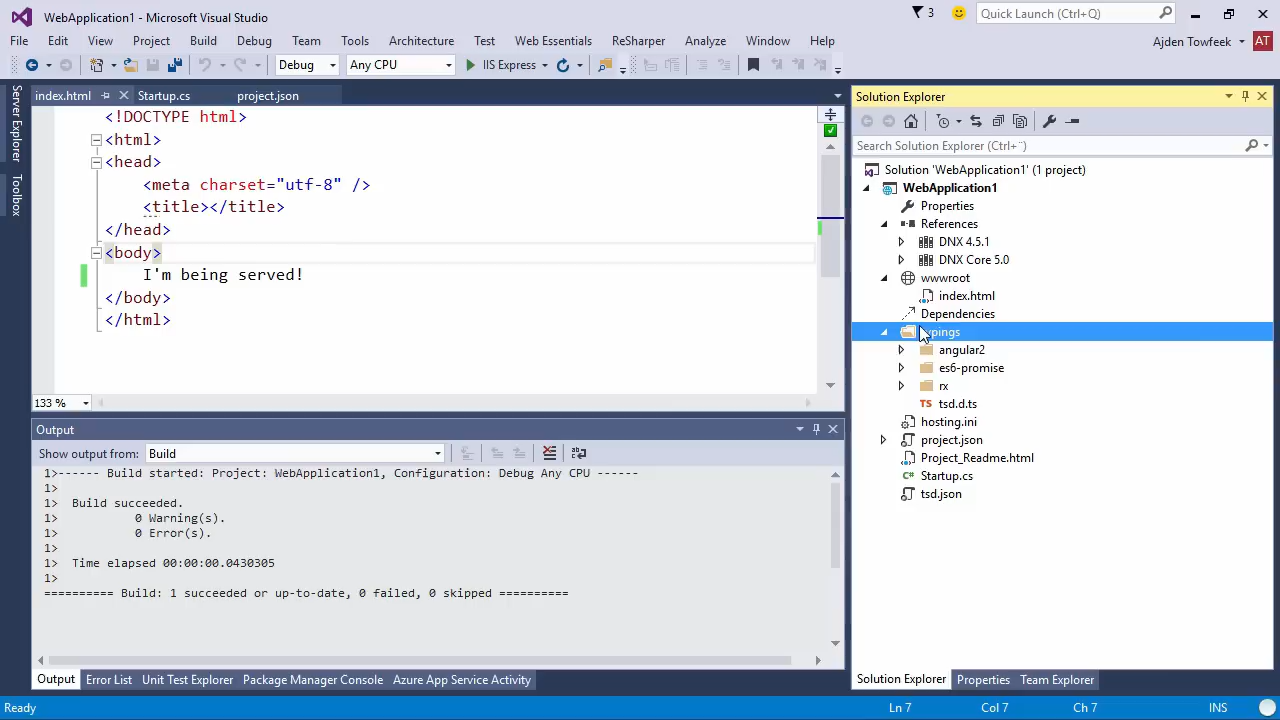 WebApplication1 - Microsoft Visual Studio
3
Quick Launch (Ctrl+Q)
File Edit View Project Build Debug Team Tools Architecture Test Web Essentials ReSharper Analyze Window Help
Ajden Towfeek AT
Debug Any CPU IIS Express
Server Explorer
Toolbox
index.html Startup.cs project.json
<!DOCTYPE html>
<html>
<head>
<meta charset="utf-8" />
<title></title>
</head>
<body>
I'm being served!
</body>
</html>
133 %
Output
Show output from: Build
1>------ Build started: Project: WebApplication1, Configuration: Debug Any CPU ------
1>
1> Build succeeded.
1> 0 Warning(s).
1> 0 Error(s).
1>
1> Time elapsed 00:00:00.0430305
1>
========== Build: 1 succeeded or up-to-date, 0 failed, 0 skipped ==========
Output Error List Unit Test Explorer Package Manager Console Azure App Service Activity
Solution Explorer
Search Solution Explorer (Ctrl+¨)
Solution 'WebApplication1' (1 project)
WebApplication1
Properties
References
DNX 4.5.1
DNX Core 5.0
wwwroot
index.html
Dependencies
pings
angular2
es6-promise
rx
TS tsd.d.ts
hosting.ini
project.json
Project_Readme.html
Startup.cs
tsd.json
Solution Explorer Properties Team Explorer
Ready Ln 7 Col 7 Ch 7 INS